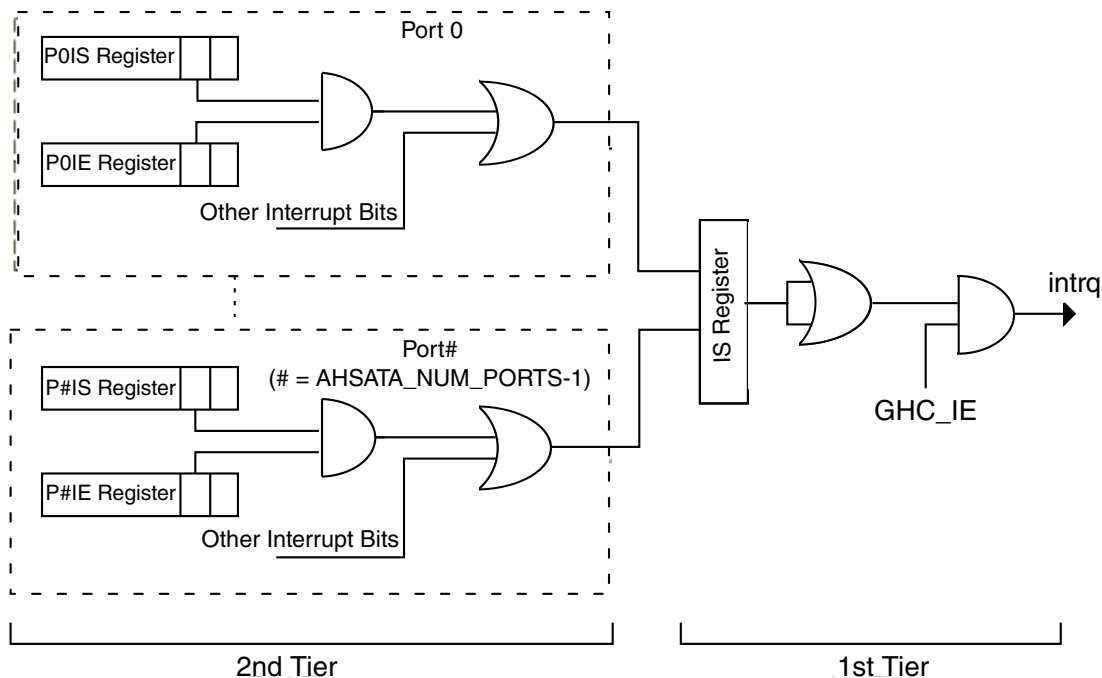 Port 0
P0IS Register
P0IE Register
Other Interrupt Bits
IS Register
intrq
GHC_IE
Port#
(# = AHSATA_NUM_PORTS-1)
P#IS Register
P#IE Register
Other Interrupt Bits
2nd Tier
1st Tier